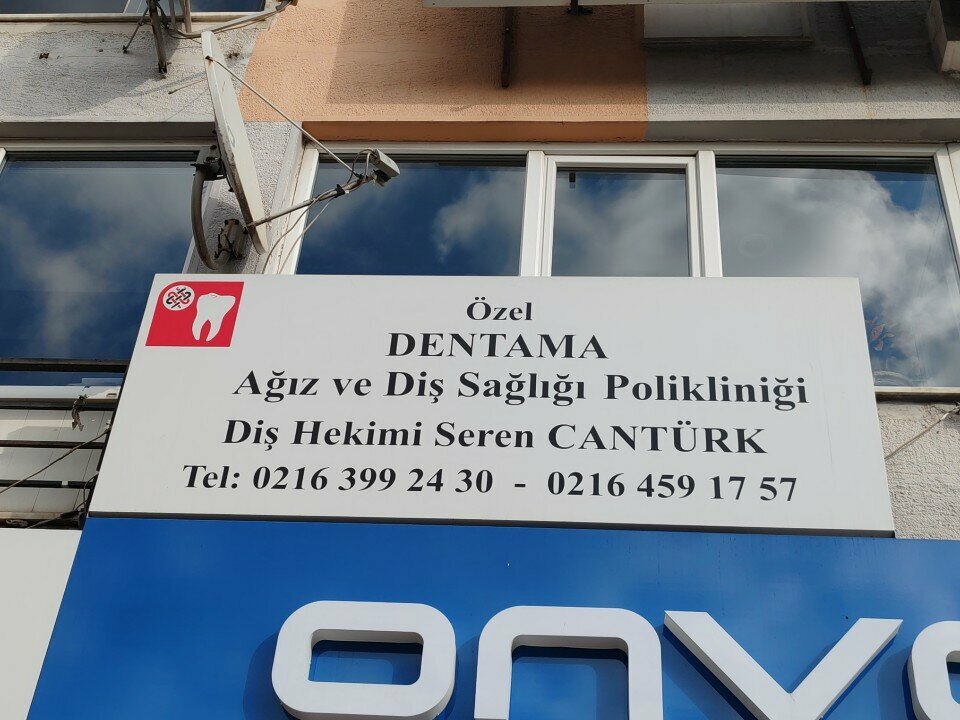 Özel
DENTAMA
Ağız ve Diş Sağlığı Polikliniği
Diş Hekimi Seren CANTÜRK
Tel: 0216 399 24 30 - 0216 459 17 57